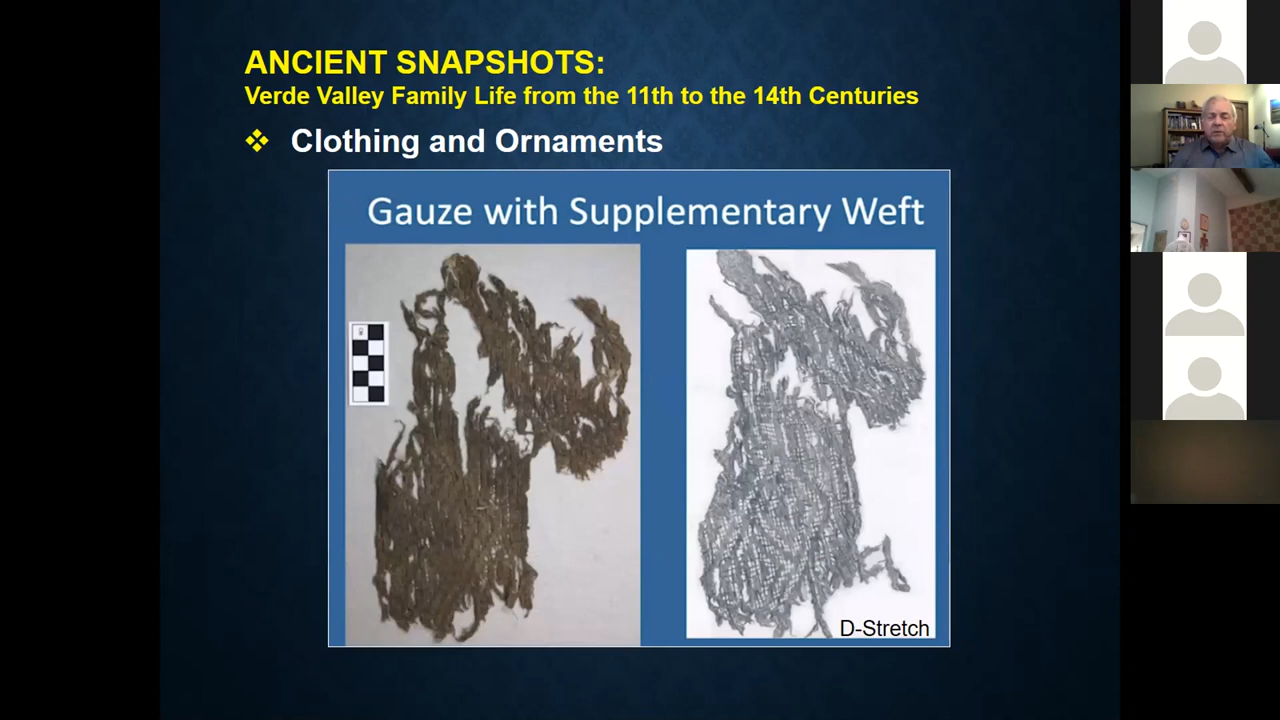 ANCIENT SNAPSHOTS:
Verde Valley Family Life from the 11th to the 14th Centuries
Clothing and Ornaments
Gauze with Supplementary Weft
D-Stretch